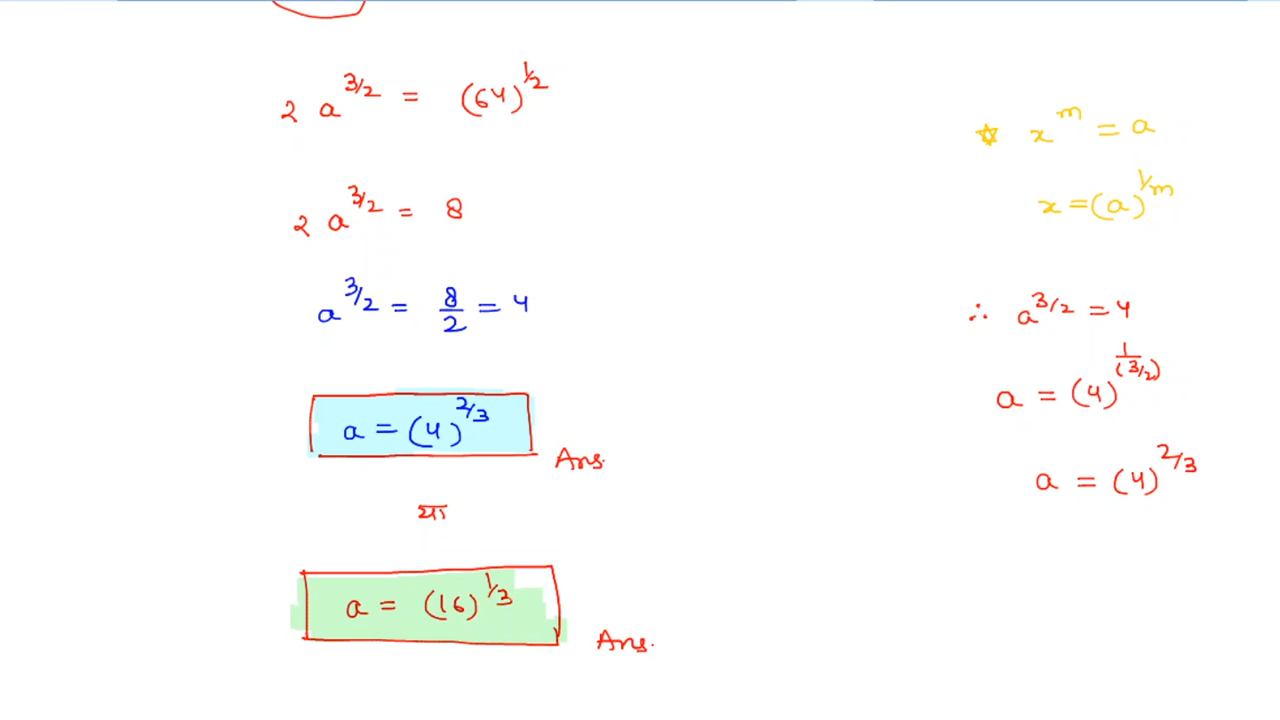 2 a^{3/2} = (64)^{1/2}
2 a^{3/2} = 8
a^{3/2} = 8/2 = 4
a = (4)^{2/3}
Ans.
या
a = (16)^{1/3}
Ans.
☆ x^m = a
x = (a)^{1/m}
∴ a^{3/2} = 4
a = (4)^{1/(3/2)}
a = (4)^{2/3}